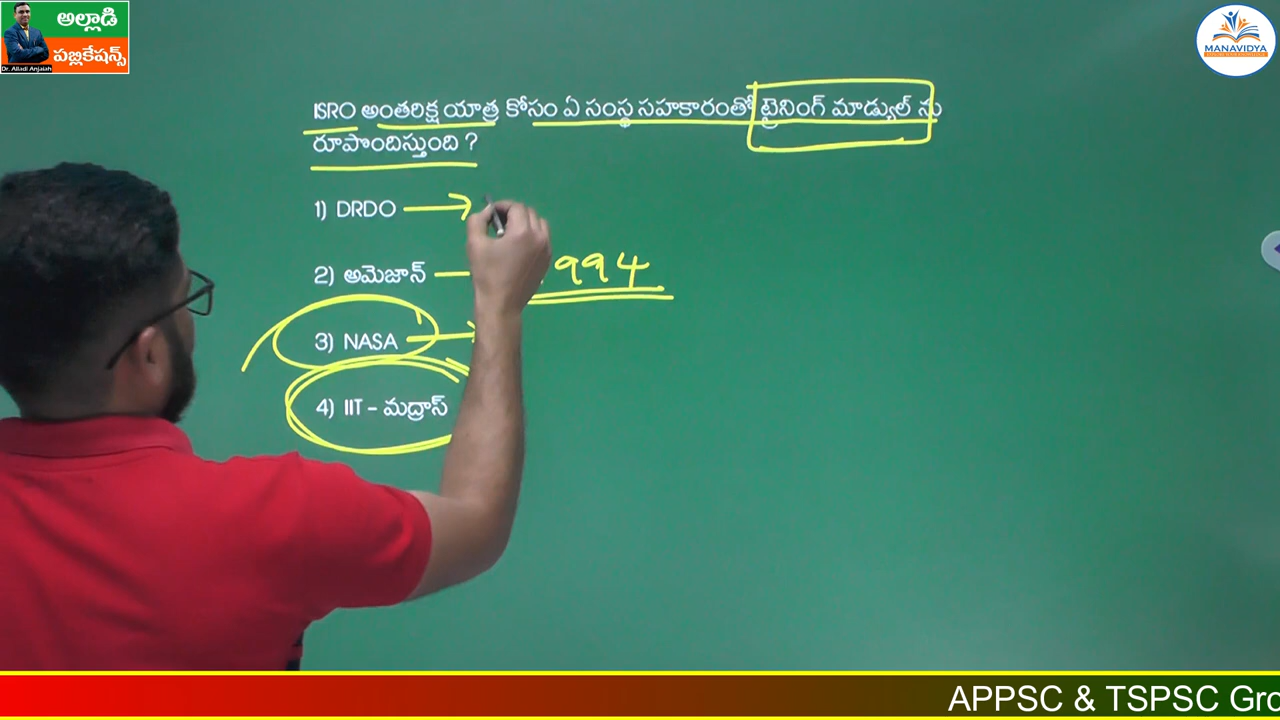 అల్లాడి
పబ్లికేషన్స్
Dr. Alladi Anjaiah
MANAVIDYA
ISRO అంతరిక్ష యాత్ర కోసం ఏ సంస్థ సహకారంతో ట్రైనింగ్ మాడ్యుల్ ను
రూపొందిస్తుంది ?
1) DRDO
2) అమెజాన్
1994
3) NASA
4) IIT - మద్రాస్
APPSC & TSPSC Gro